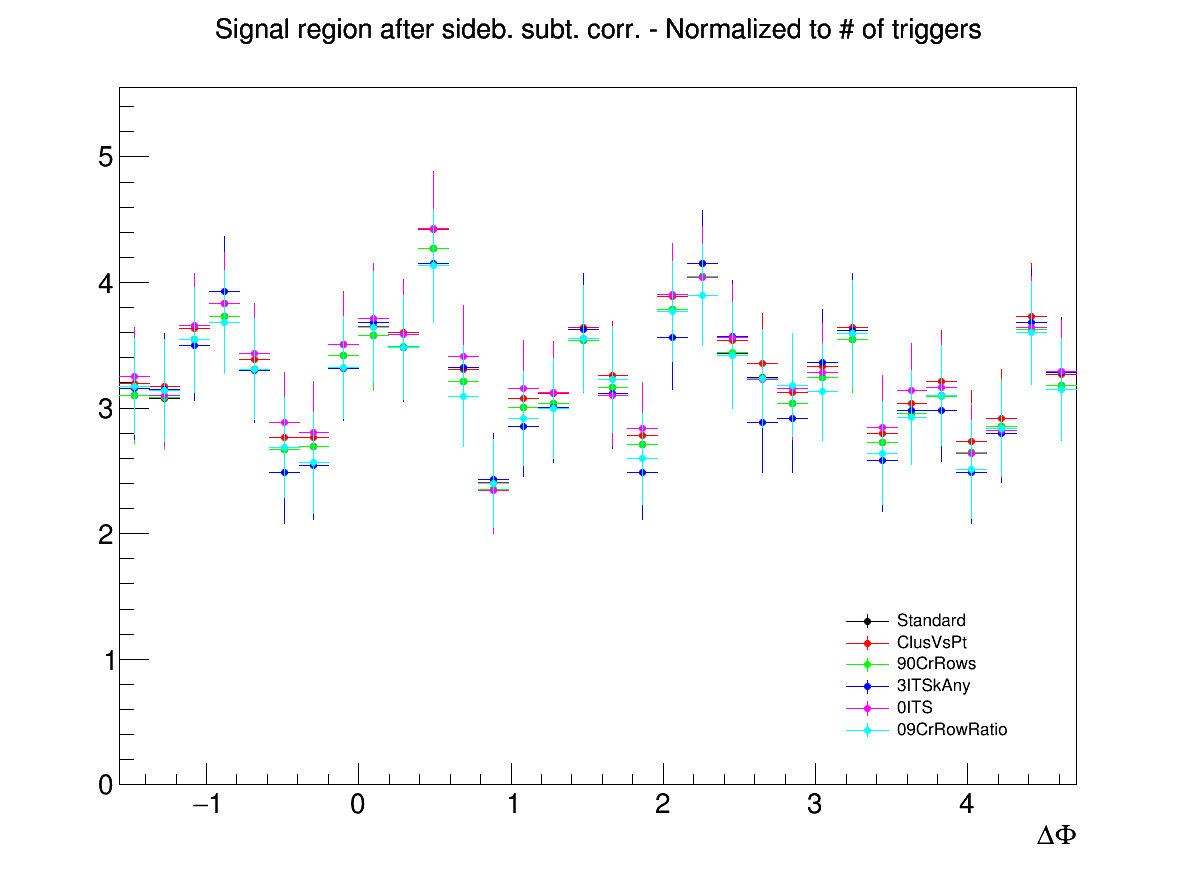 Signal region after sideb. subt. corr. - Normalized to # of triggers
5
4
3
2
1
0
Standard
ClusVsPt
90CrRows
3ITSkAny
0ITS
09CrRowRatio
−1 0 1 2 3 4
ΔΦ